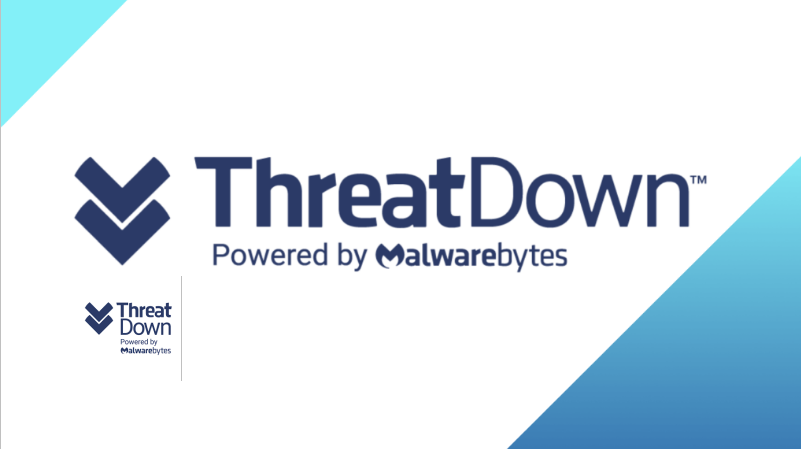 ThreatDown™
Powered by Malwarebytes
Threat
Down
Powered by
Malwarebytes